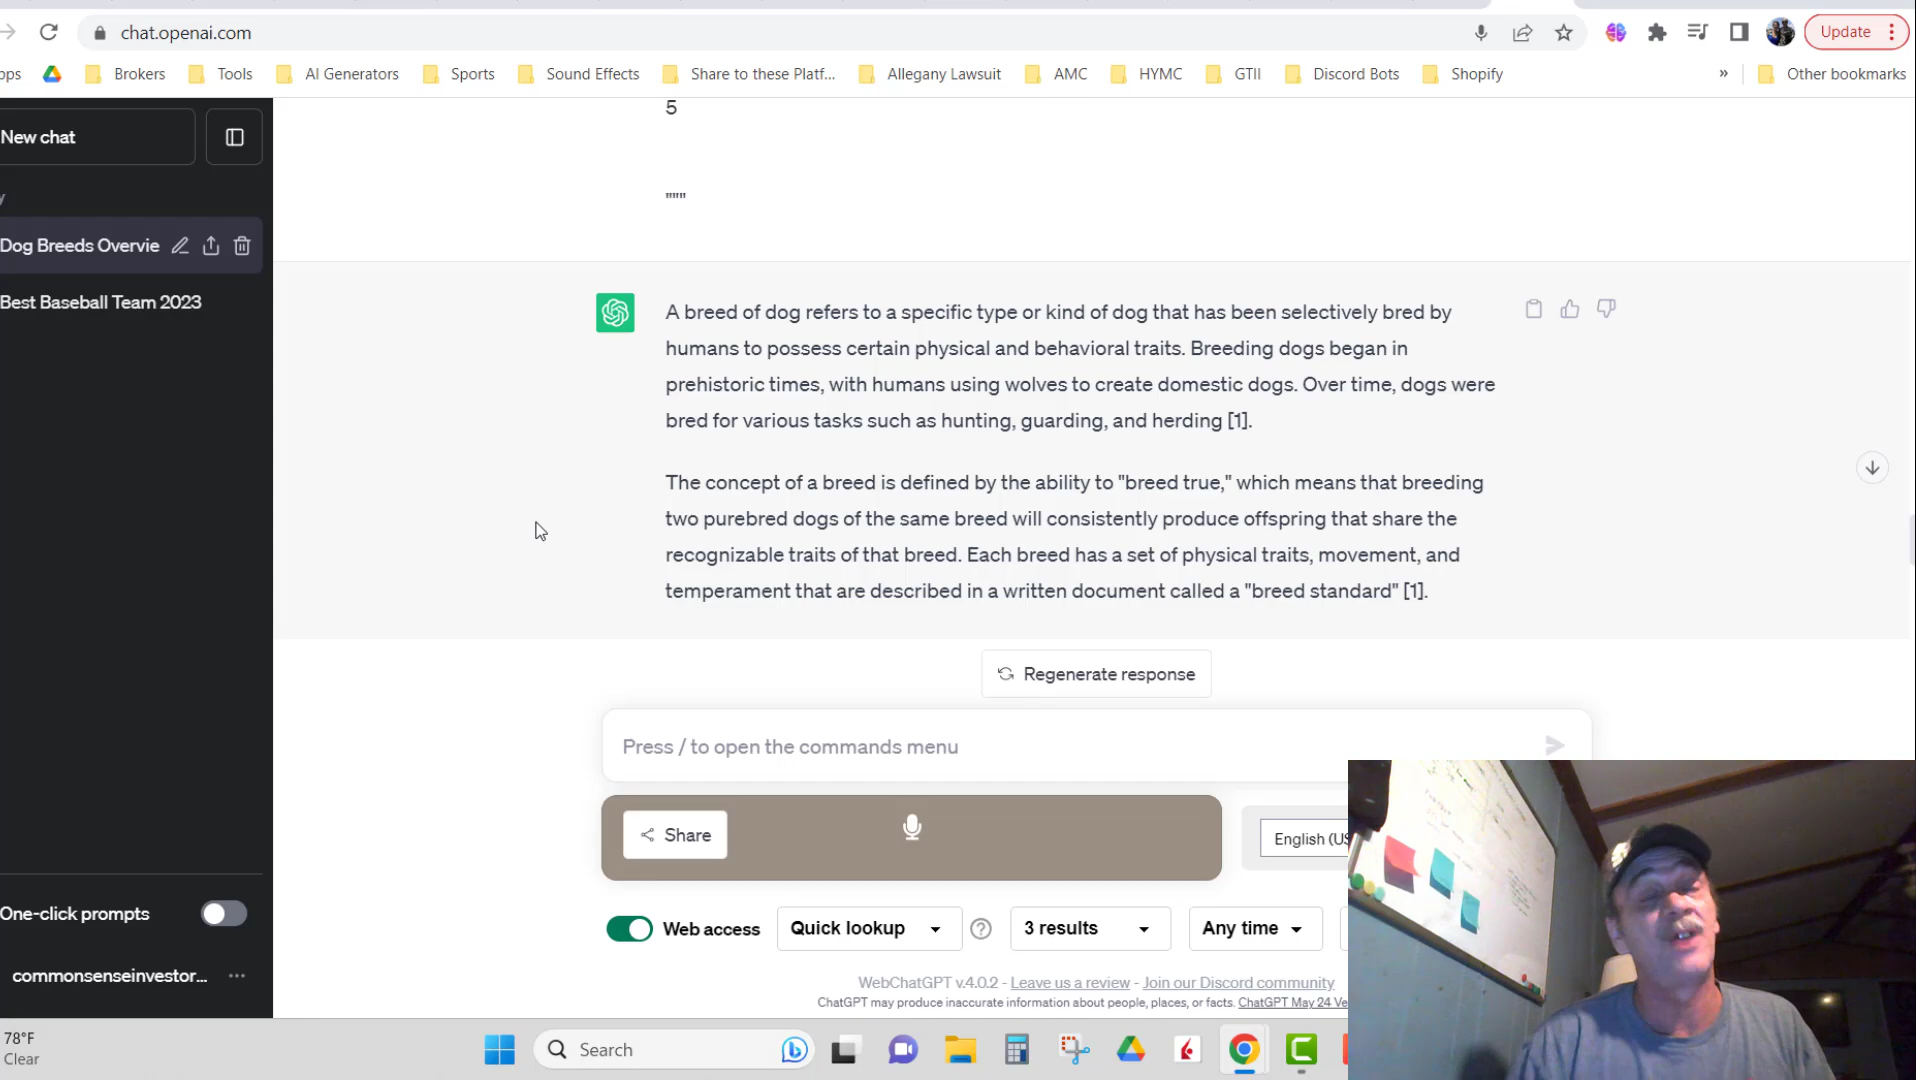 chat.openai.com
Update
ops
Brokers
Tools
AI Generators
Sports
Sound Effects
Share to these Platf...
Allegany Lawsuit
AMC
HYMC
GTII
Discord Bots
Shopify
»
Other bookmarks
New chat
y
Dog Breeds Overvie
Best Baseball Team 2023
5
"""
A breed of dog refers to a specific type or kind of dog that has been selectively bred by
humans to possess certain physical and behavioral traits. Breeding dogs began in
prehistoric times, with humans using wolves to create domestic dogs. Over time, dogs were
bred for various tasks such as hunting, guarding, and herding [1].
The concept of a breed is defined by the ability to "breed true," which means that breeding
two purebred dogs of the same breed will consistently produce offspring that share the
recognizable traits of that breed. Each breed has a set of physical traits, movement, and
temperament that are described in a written document called a "breed standard" [1].
Regenerate response
Press / to open the commands menu
Share
English (US
One-click prompts
Web access
Quick lookup
3 results
Any time
commonsenseinvestor...
WebChatGPT v.4.0.2 - Leave us a review - Join our Discord community
ChatGPT may produce inaccurate information about people, places, or facts. ChatGPT May 24 Ve
78°F
Clear
Search